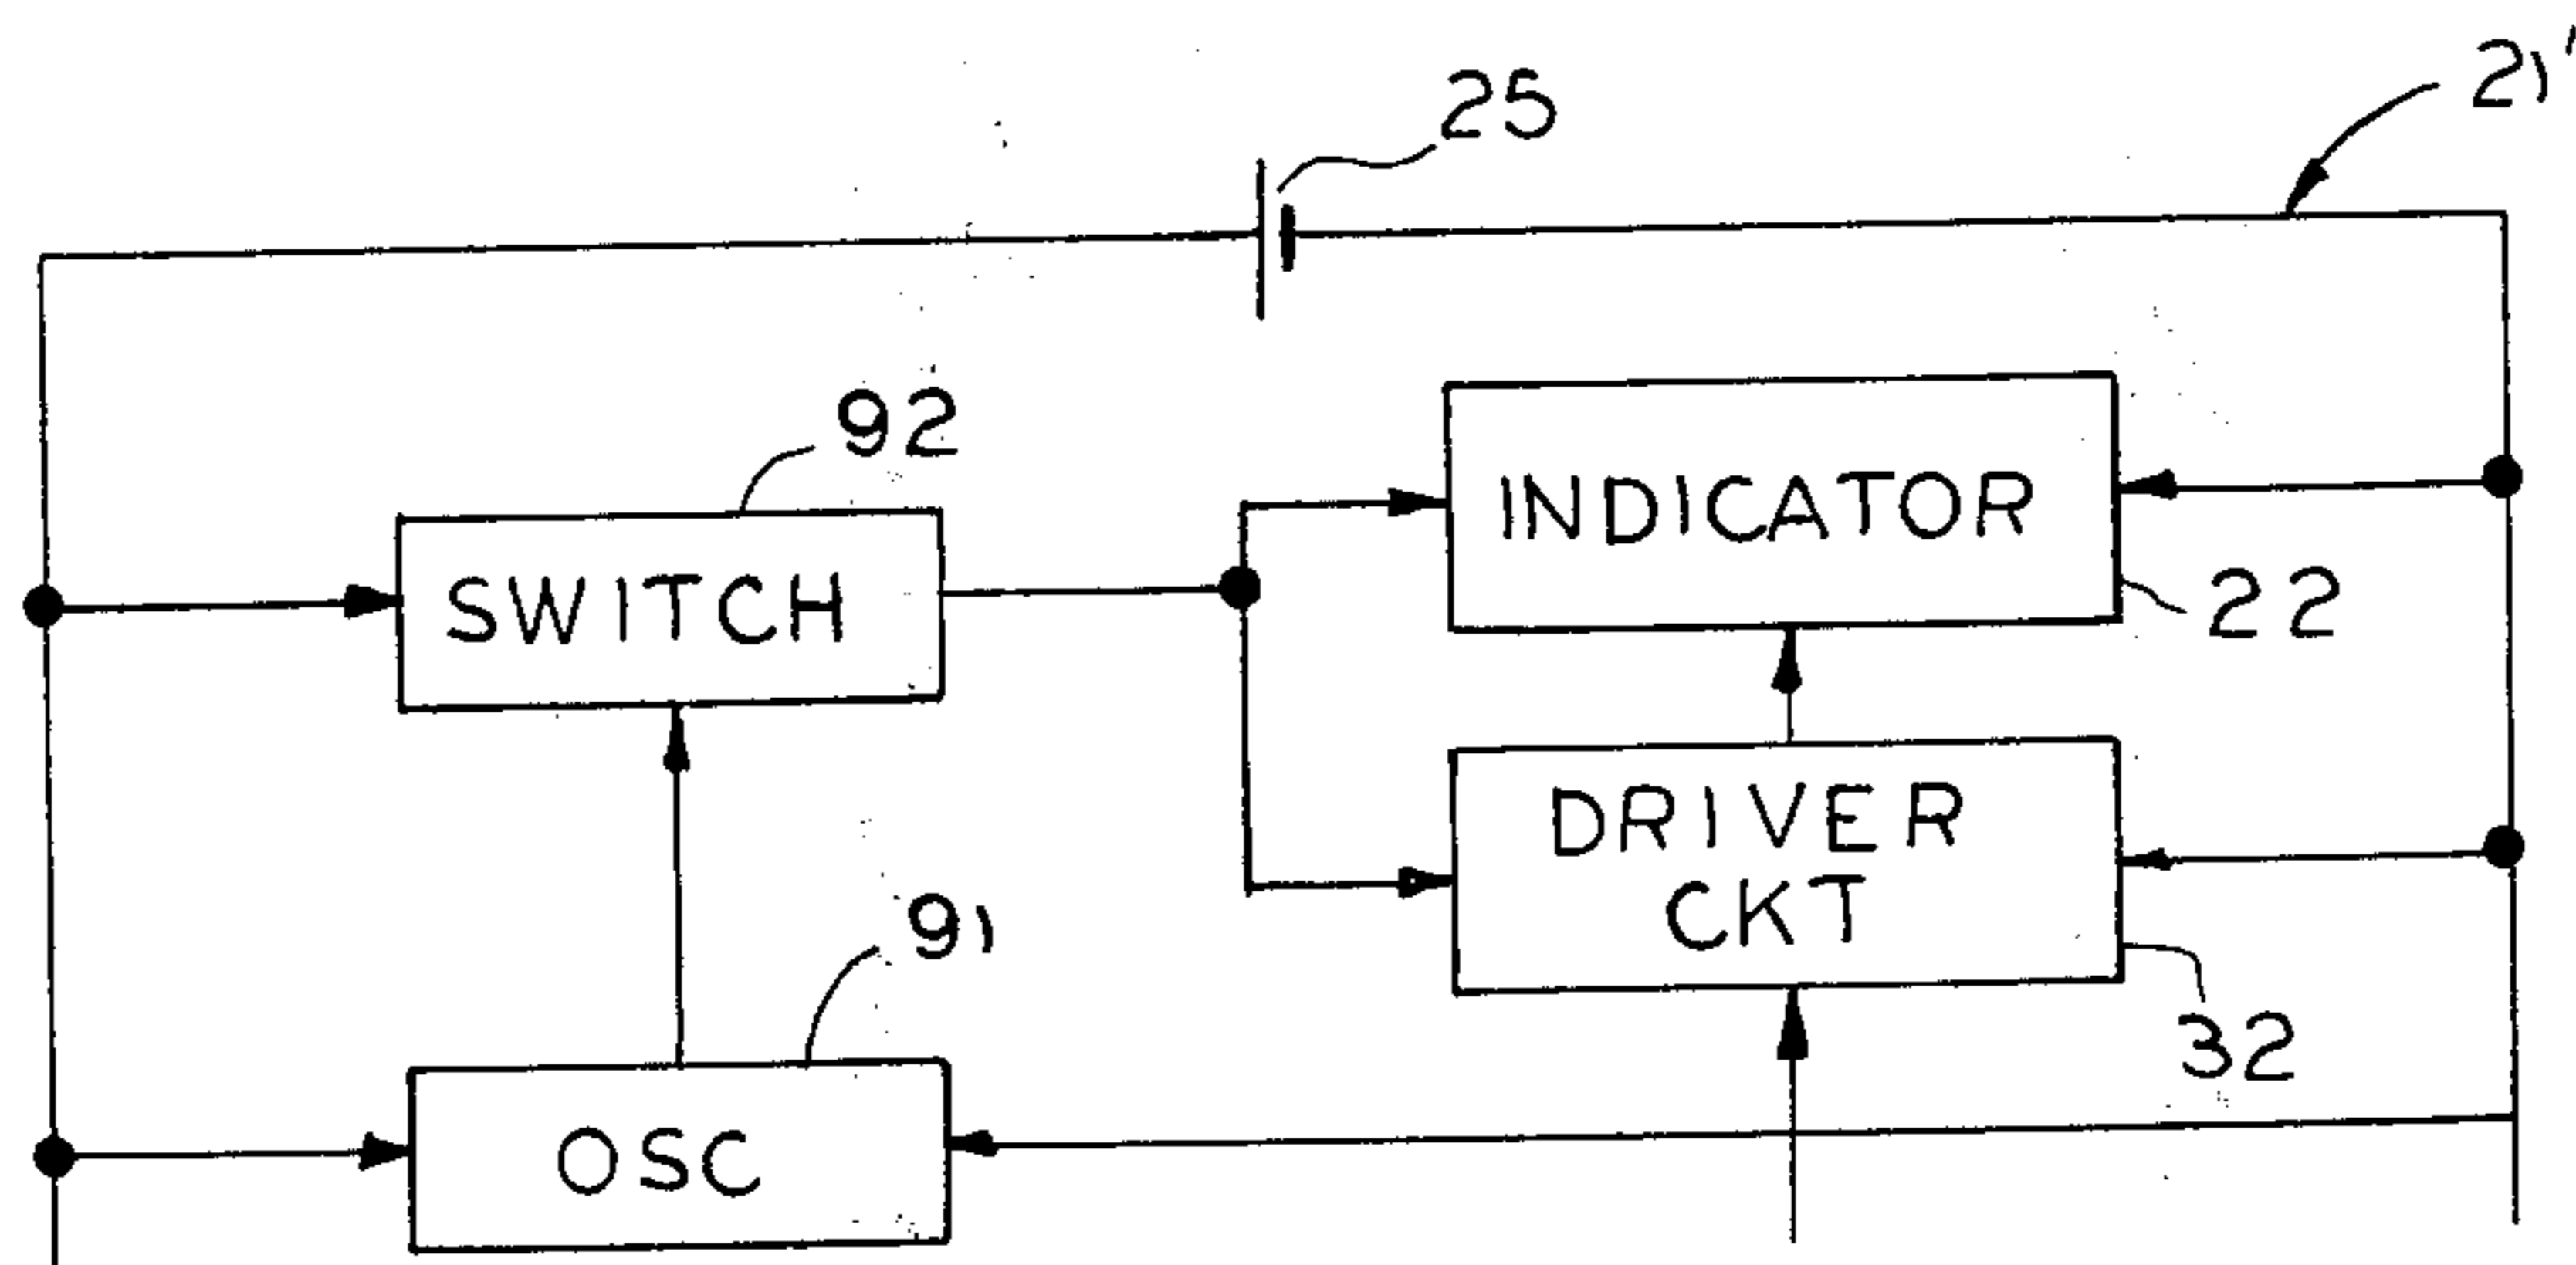 21'
25
92
INDICATOR
SWITCH
22
DRIVER
CKT
91
32
OSC